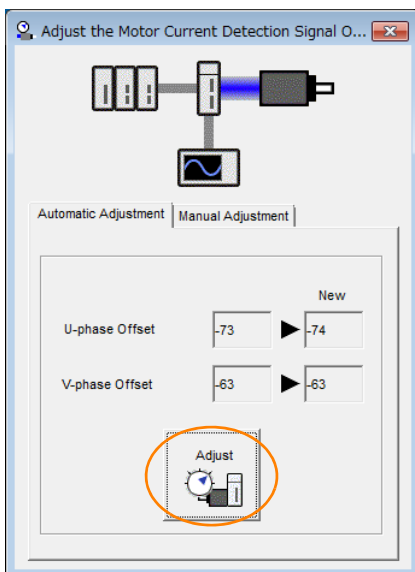 Adjust the Motor Current Detection Signal O...
Automatic Adjustment Manual Adjustment
New
U-phase Offset -73 -74
V-phase Offset -63 -63
Adjust